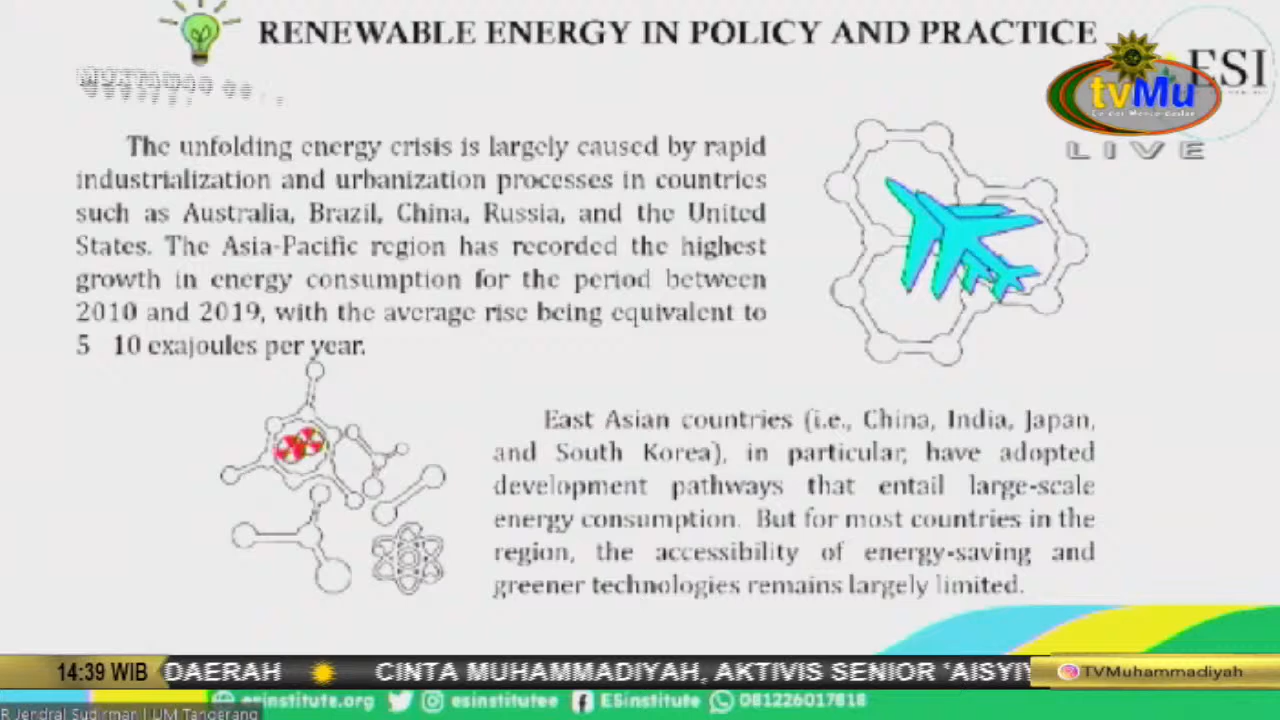 RENEWABLE ENERGY IN POLICY AND PRACTICE
ESI
tvMu
LIVE
The unfolding energy crisis is largely caused by rapid
industrialization and urbanization processes in countries
such as Australia, Brazil, China, Russia, and the United
States. The Asia-Pacific region has recorded the highest
growth in energy consumption for the period between
2010 and 2019, with the average rise being equivalent to
5 10 exajoules per year.
East Asian countries (i.e., China, India, Japan,
and South Korea), in particular, have adopted
development pathways that entail large-scale
energy consumption. But for most countries in the
region, the accessibility of energy-saving and
greener technologies remains largely limited.
14:39 WIB
DAERAH CINTA MUHAMMADIYAH, AKTIVIS SENIOR 'AISYIY
TVMuhammadiyah
esinstitute.org esinstitutee ESinstitute 081226017818
R Jendral Sudirman | UM Tangerang